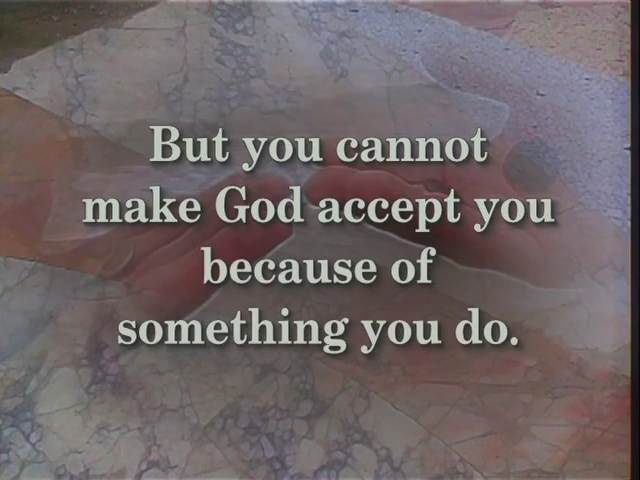 But you cannot
make God accept you
because of
something you do.